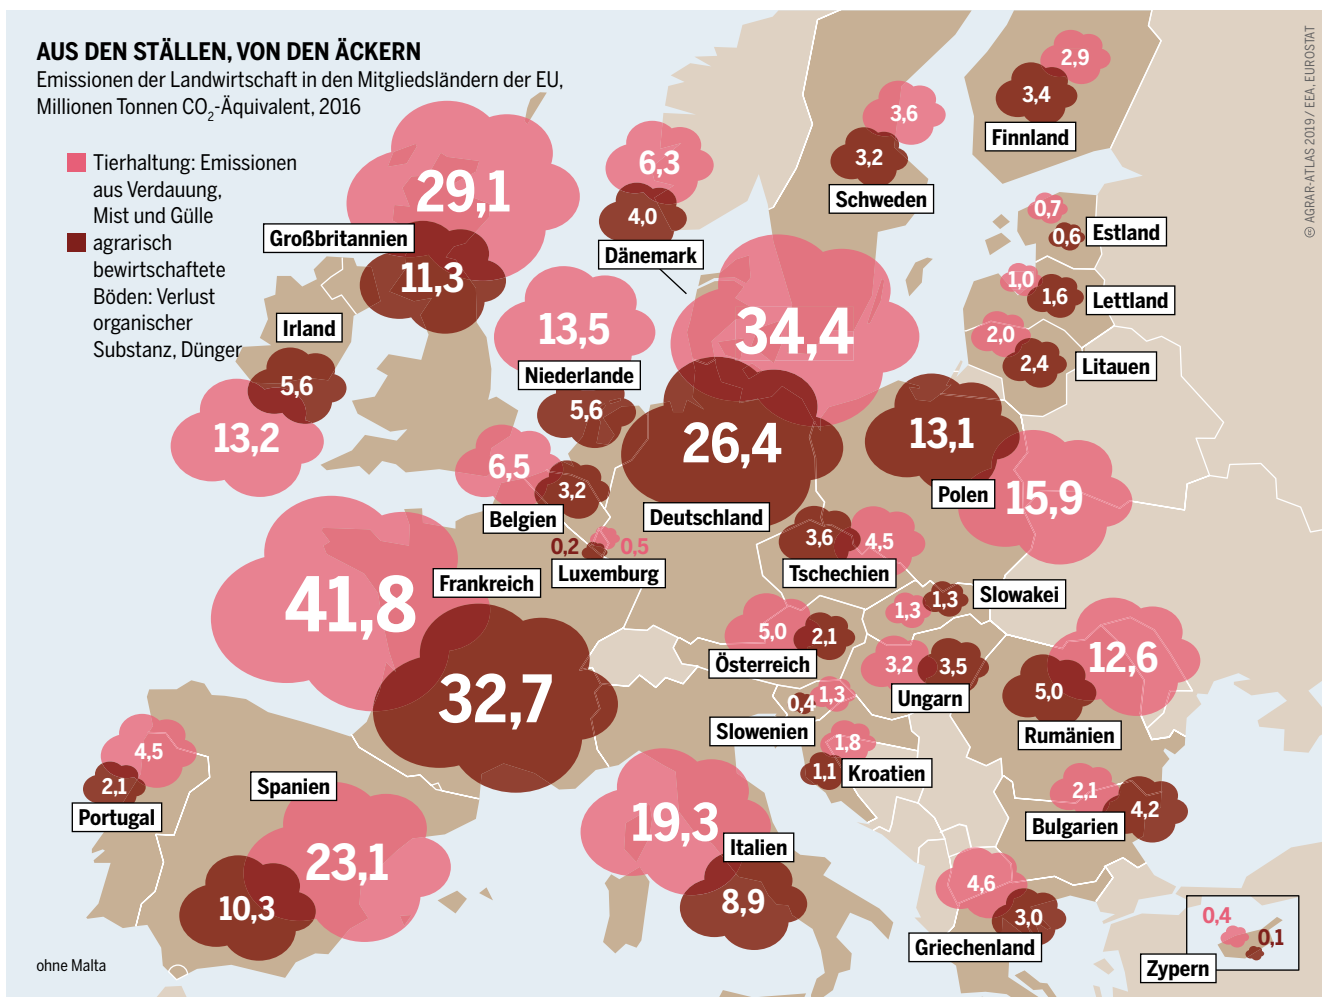 AUS DEN STÄLLEN, VON DEN ÄCKERN
Emissionen der Landwirtschaft in den Mitgliedsländern der EU,
Millionen Tonnen CO₂-Äquivalent, 2016
Tierhaltung: Emissionen
aus Verdauung,
Mist und Gülle
agrarisch
bewirtschaftete
Böden: Verlust
organischer
Substanz, Dünger
© AGRAR-ATLAS 2019 / EEA, EUROSTAT
2,9
3,4
Finnland
3,6
3,2
Schweden
6,3
4,0
Dänemark
29,1
Großbritannien
11,3
0,7
0,6
Estland
1,0
1,6
Lettland
2,0
2,4
Litauen
Irland
5,6
13,2
13,5
Niederlande
5,6
34,4
26,4
Deutschland
13,1
Polen
15,9
6,5
3,2
Belgien
0,2
0,5
Luxemburg
3,6
4,5
Tschechien
41,8
Frankreich
32,7
1,3
1,3
Slowakei
5,0
2,1
Österreich
3,2
3,5
Ungarn
12,6
5,0
Rumänien
0,4
1,3
Slowenien
1,8
1,1
Kroatien
4,5
2,1
Portugal
Spanien
23,1
10,3
19,3
Italien
8,9
2,1
4,2
Bulgarien
4,6
3,0
Griechenland
0,4
0,1
Zypern
ohne Malta